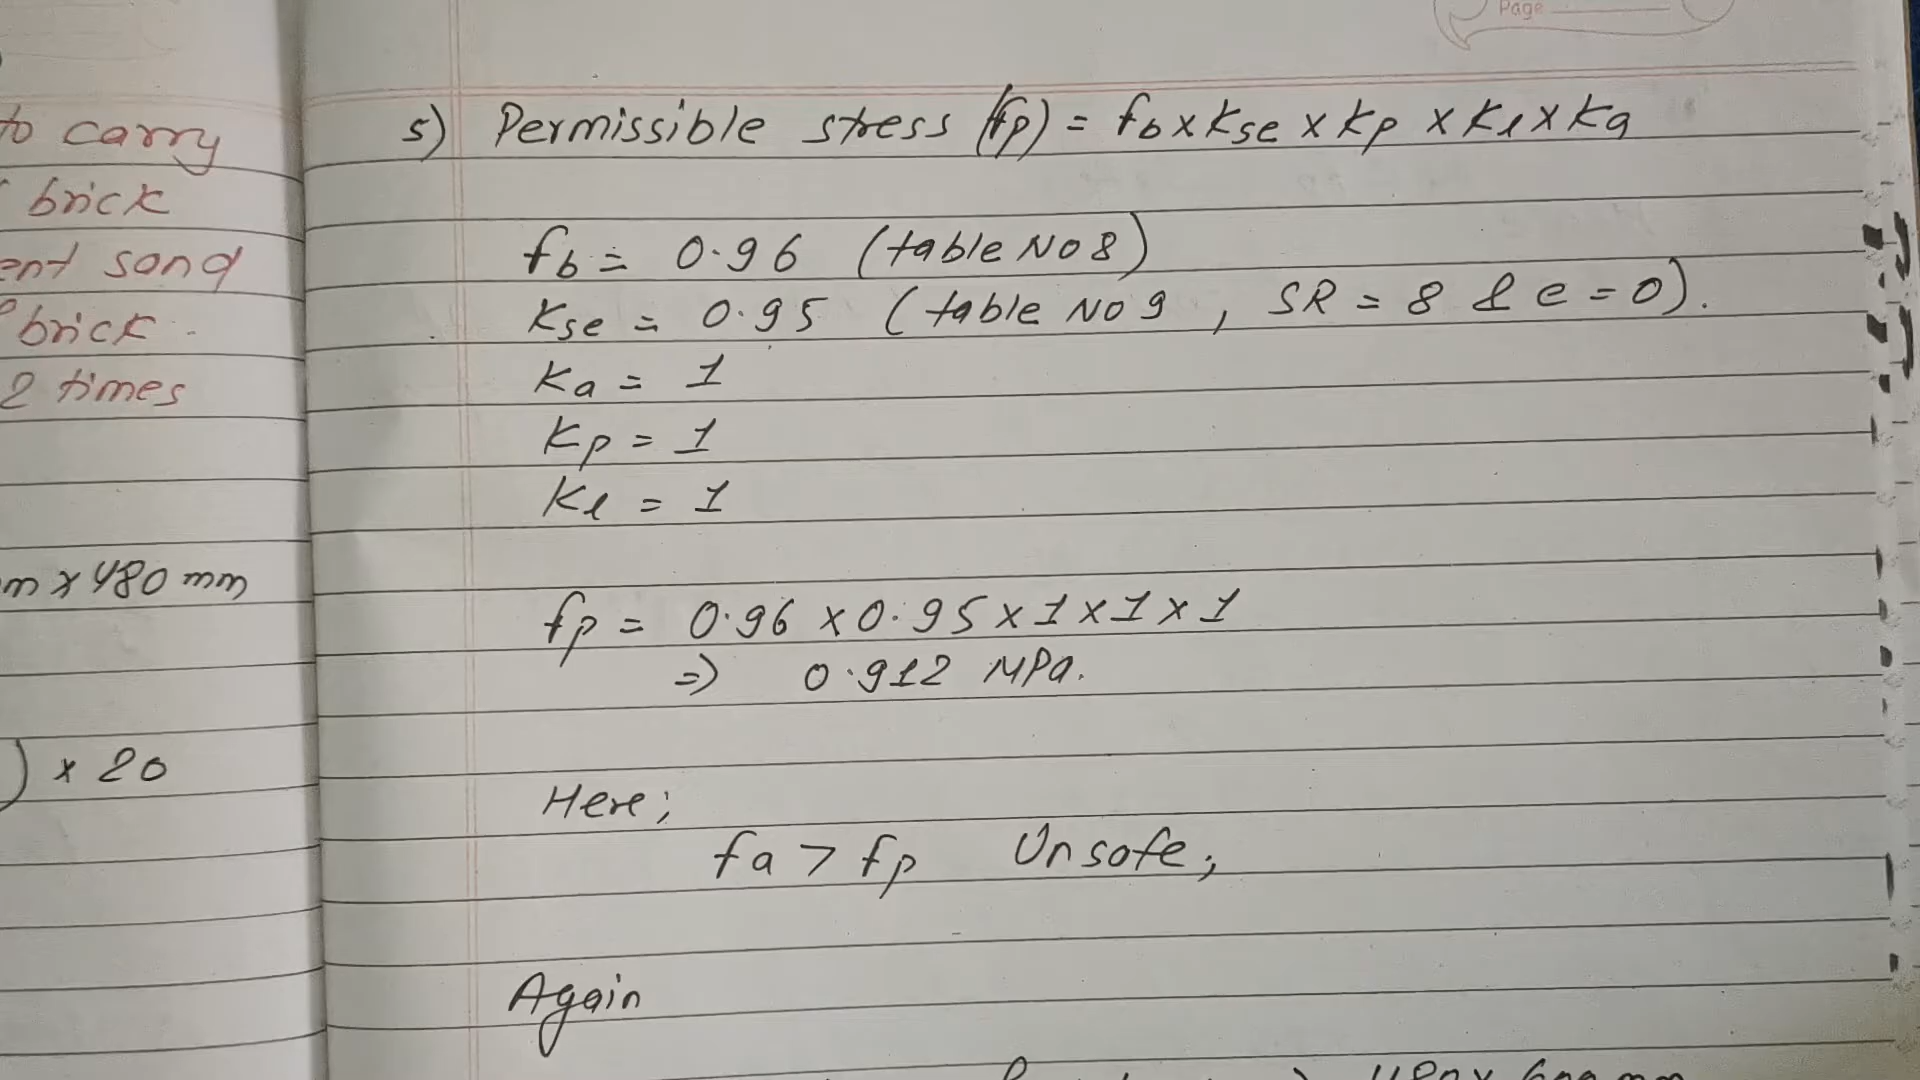 Page
to carry
brick
ent sand
brick
2 times
m x 480 mm
) x 20
5) Permissible stress (fp) = fb x Kse x Kp x Kl x Ka
fb = 0.96 (table No 8)
Kse = 0.95 (table No 9, SR = 8 & e = 0).
Ka = 1
Kp = 1
Kl = 1
fp = 0.96 x 0.95 x 1 x 1 x 1
=) 0.912 MPa.
Here;
fa > fp Unsafe;
Again